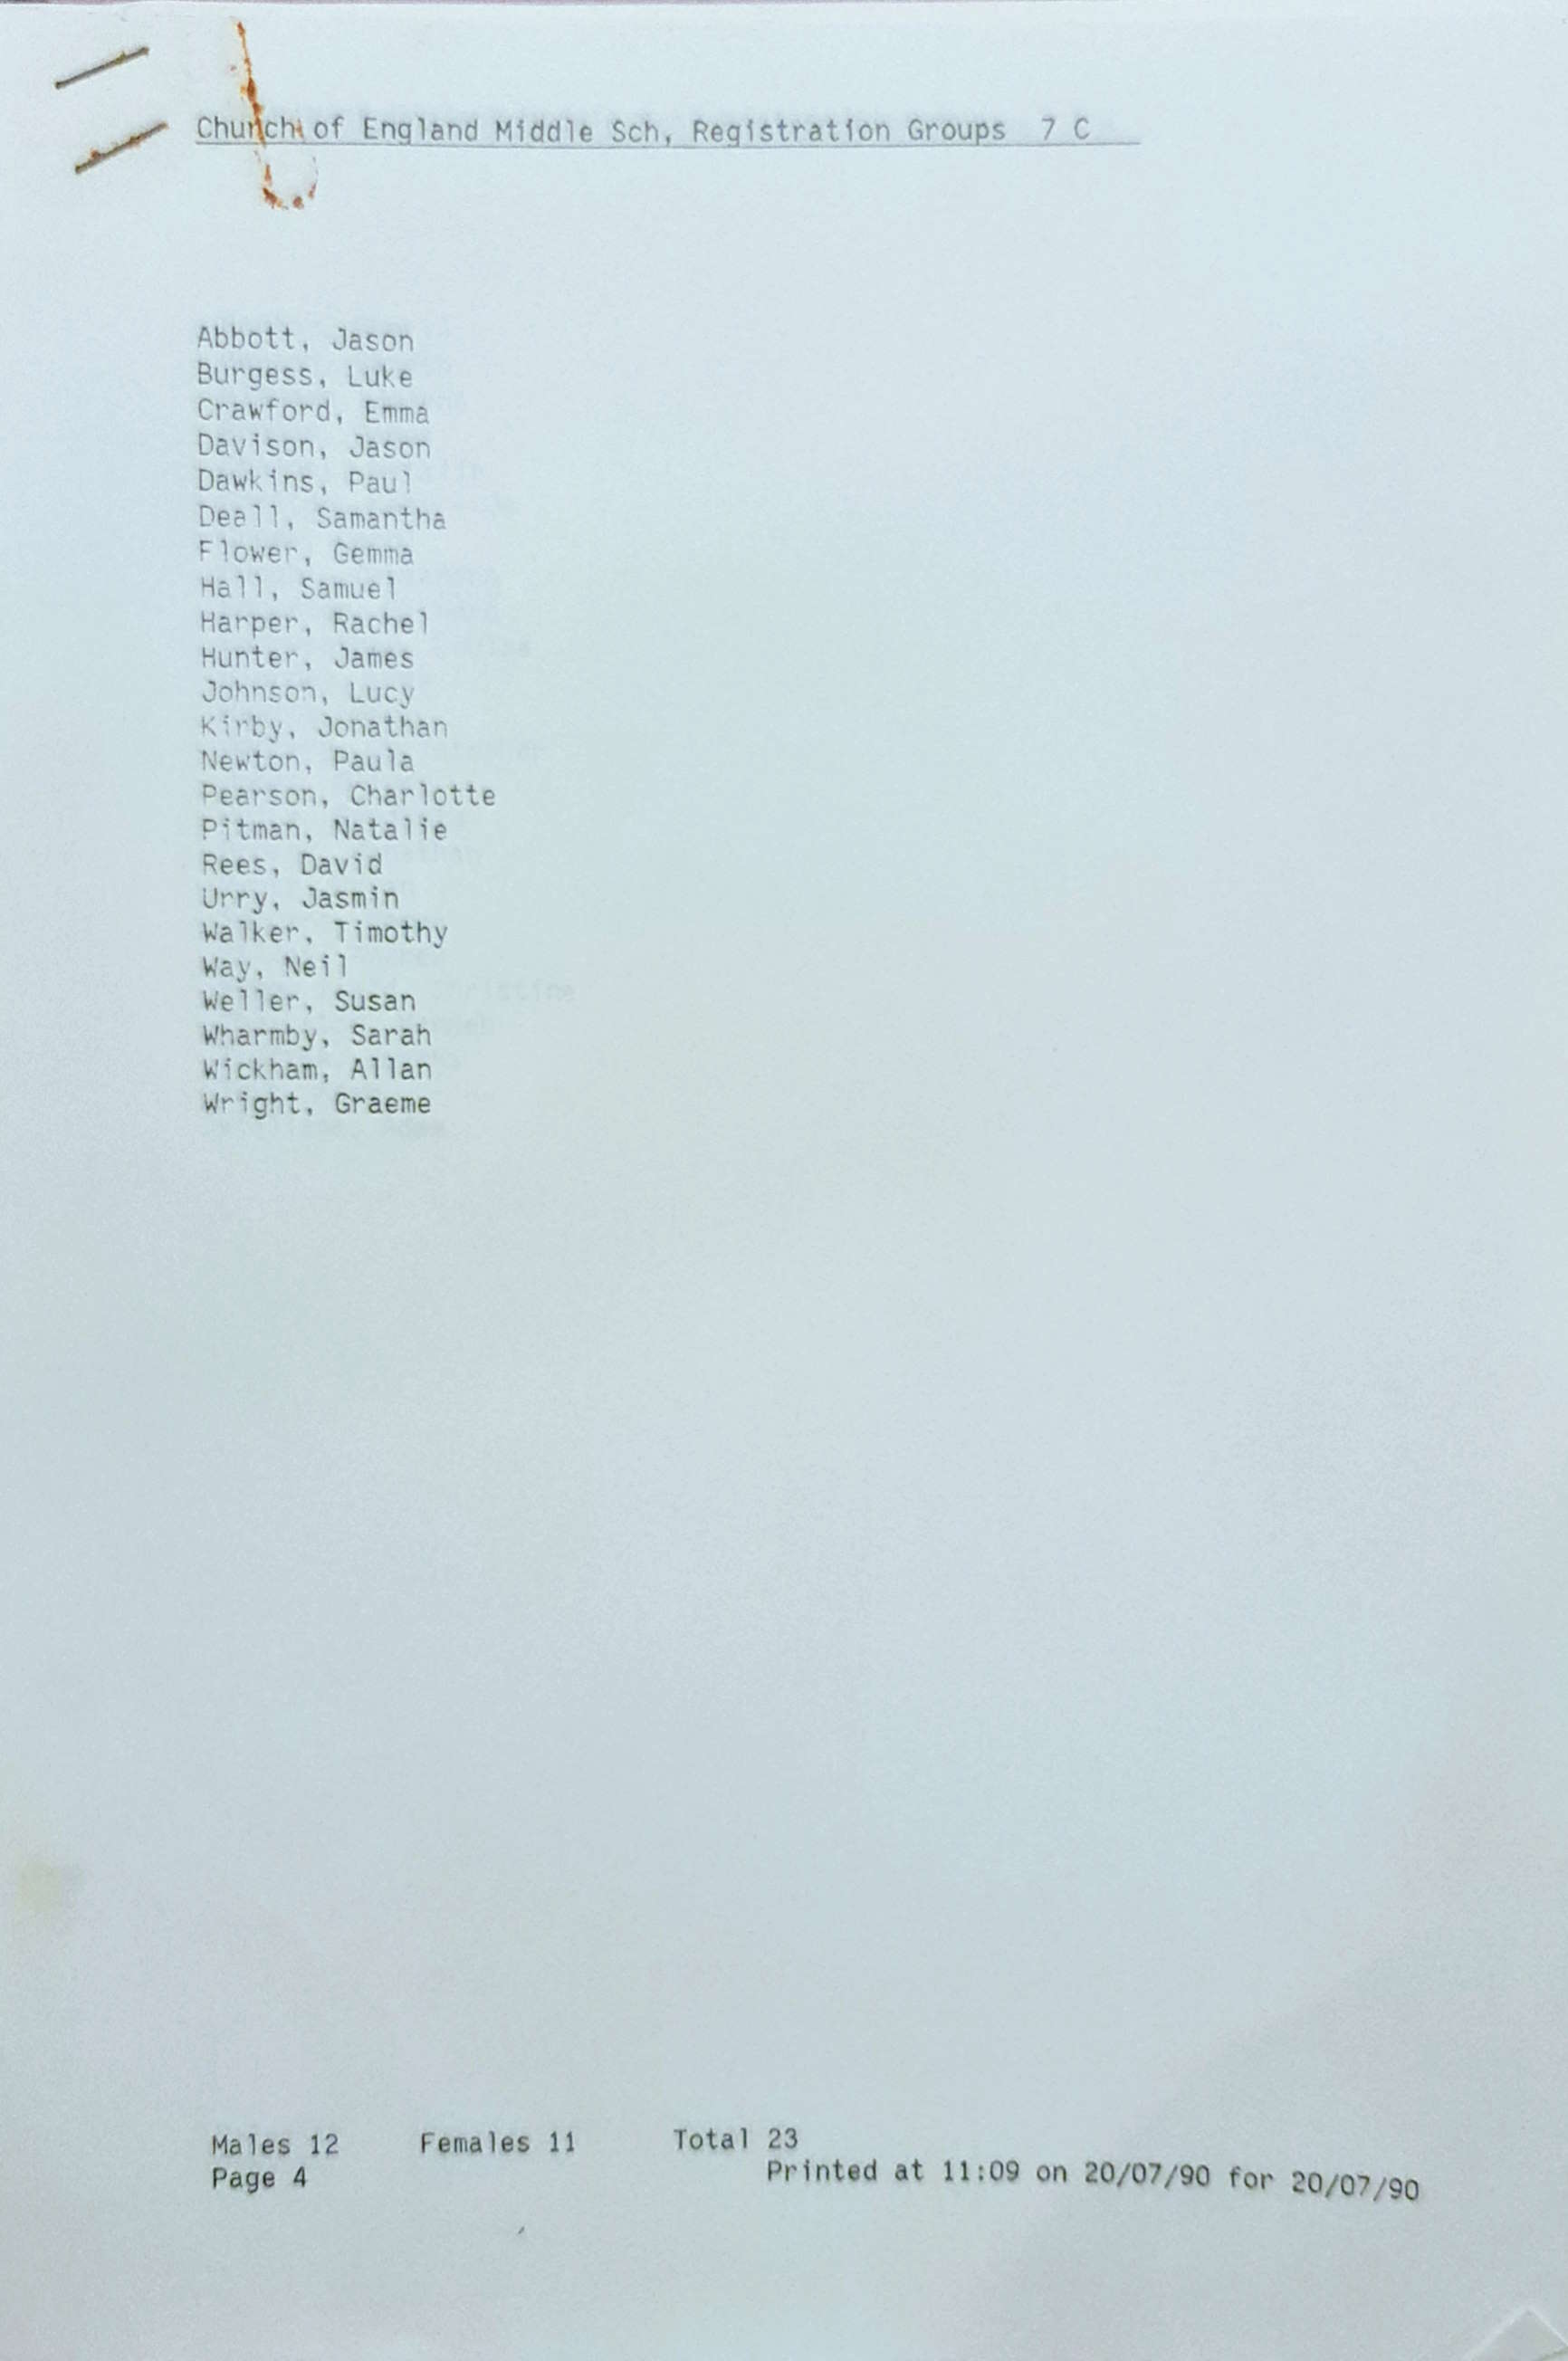 Church of England Middle Sch, Registration Groups 7 C
Abbott, Jason
Burgess, Luke
Crawford, Emma
Davison, Jason
Dawkins, Paul
Deall, Samantha
Flower, Gemma
Hall, Samuel
Harper, Rachel
Hunter, James
Johnson, Lucy
Kirby, Jonathan
Newton, Paula
Pearson, Charlotte
Pitman, Natalie
Rees, David
Urry, Jasmin
Walker, Timothy
Way, Neil
Weller, Susan
Wharmby, Sarah
Wickham, Allan
Wright, Graeme
Males 12 Females 11 Total 23
Page 4 Printed at 11:09 on 20/07/90 for 20/07/90